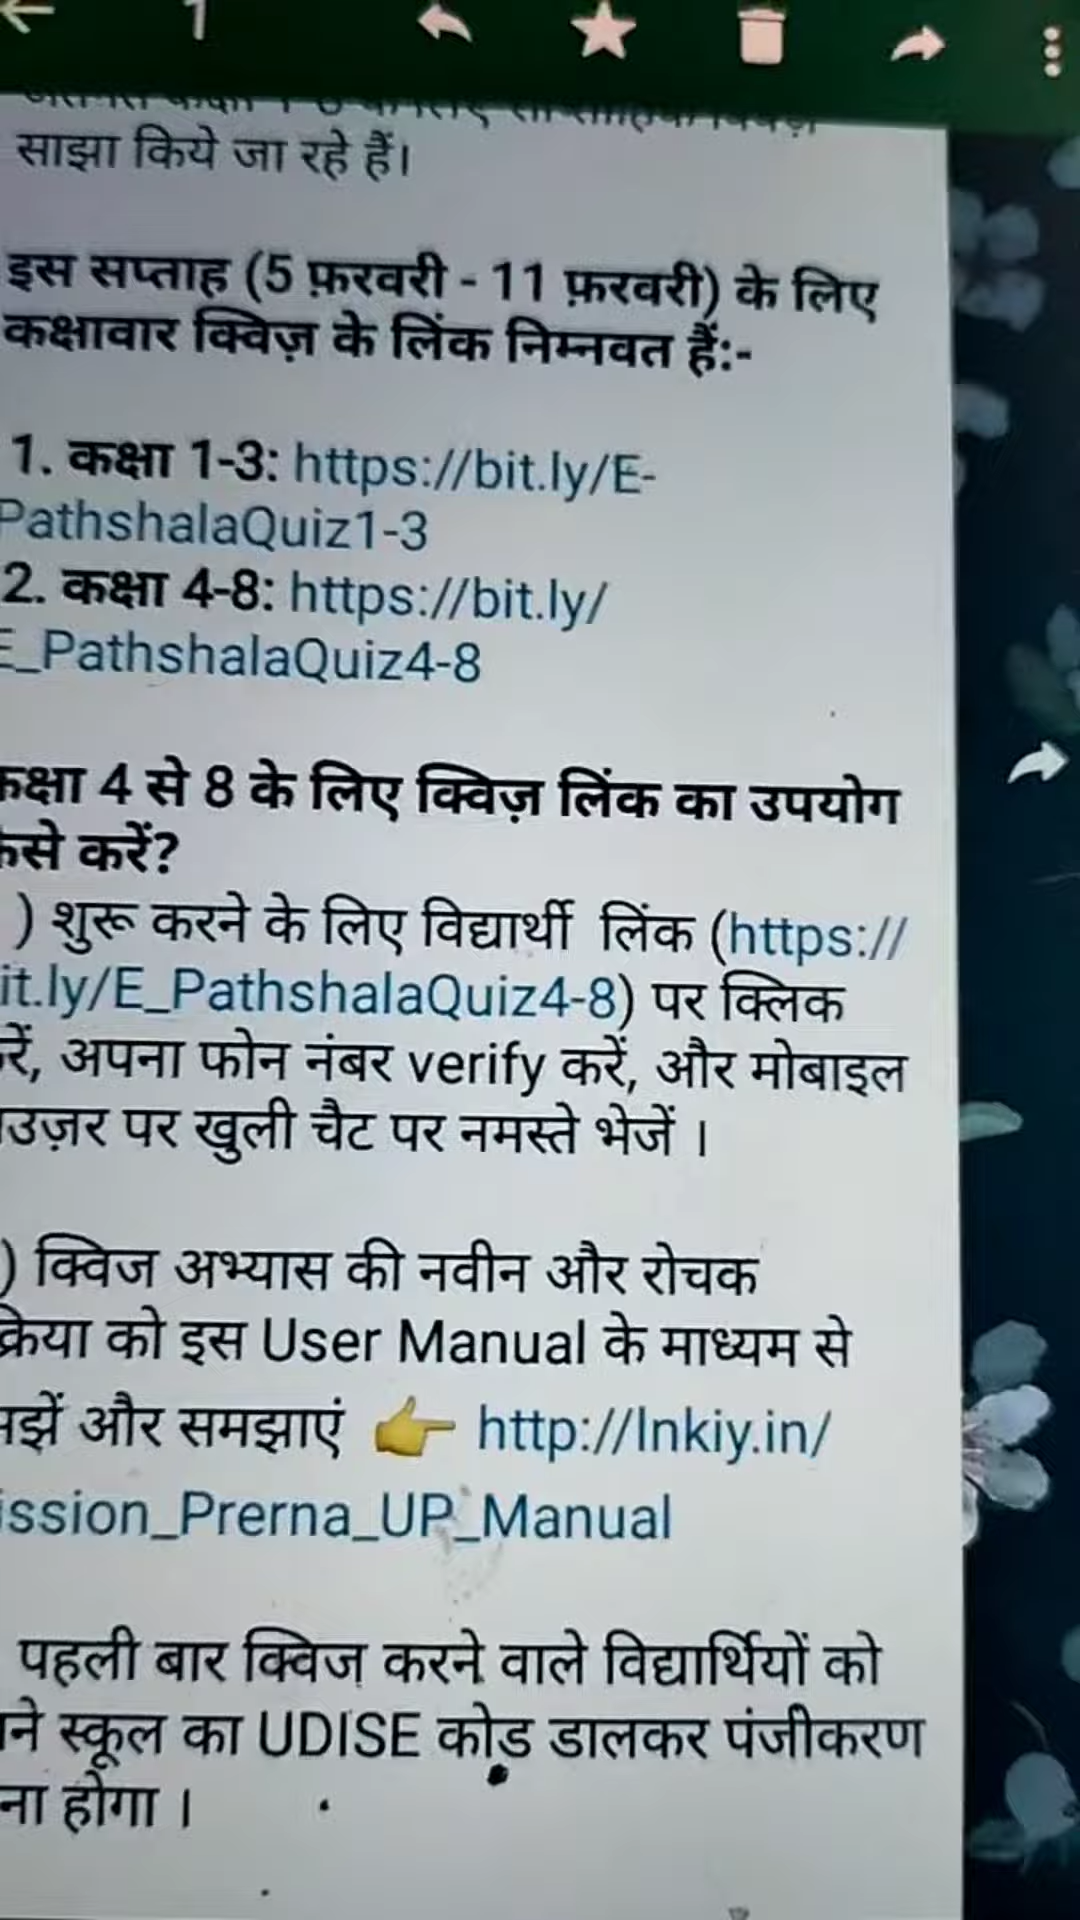 1
साझा किये जा रहे हैं।
इस सप्ताह (5 फ़रवरी - 11 फ़रवरी) के लिए
कक्षावार क्विज़ के लिंक निम्नवत हैं:-
1. कक्षा 1-3: https://bit.ly/E-
PathshalaQuiz1-3
2. कक्षा 4-8: https://bit.ly/
E_PathshalaQuiz4-8
कक्षा 4 से 8 के लिए क्विज़ लिंक का उपयोग
कैसे करें?
) शुरू करने के लिए विद्यार्थी लिंक (https://
it.ly/E_PathshalaQuiz4-8) पर क्लिक
रें, अपना फोन नंबर verify करें, और मोबाइल
उज़र पर खुली चैट पर नमस्ते भेजें ।
) क्विज अभ्यास की नवीन और रोचक
क्रिया को इस User Manual के माध्यम से
मझें और समझाएं 👉 http://lnkiy.in/
ission_Prerna_UP_Manual
पहली बार क्विज़ करने वाले विद्यार्थियों को
ने स्कूल का UDISE कोड डालकर पंजीकरण
ना होगा ।